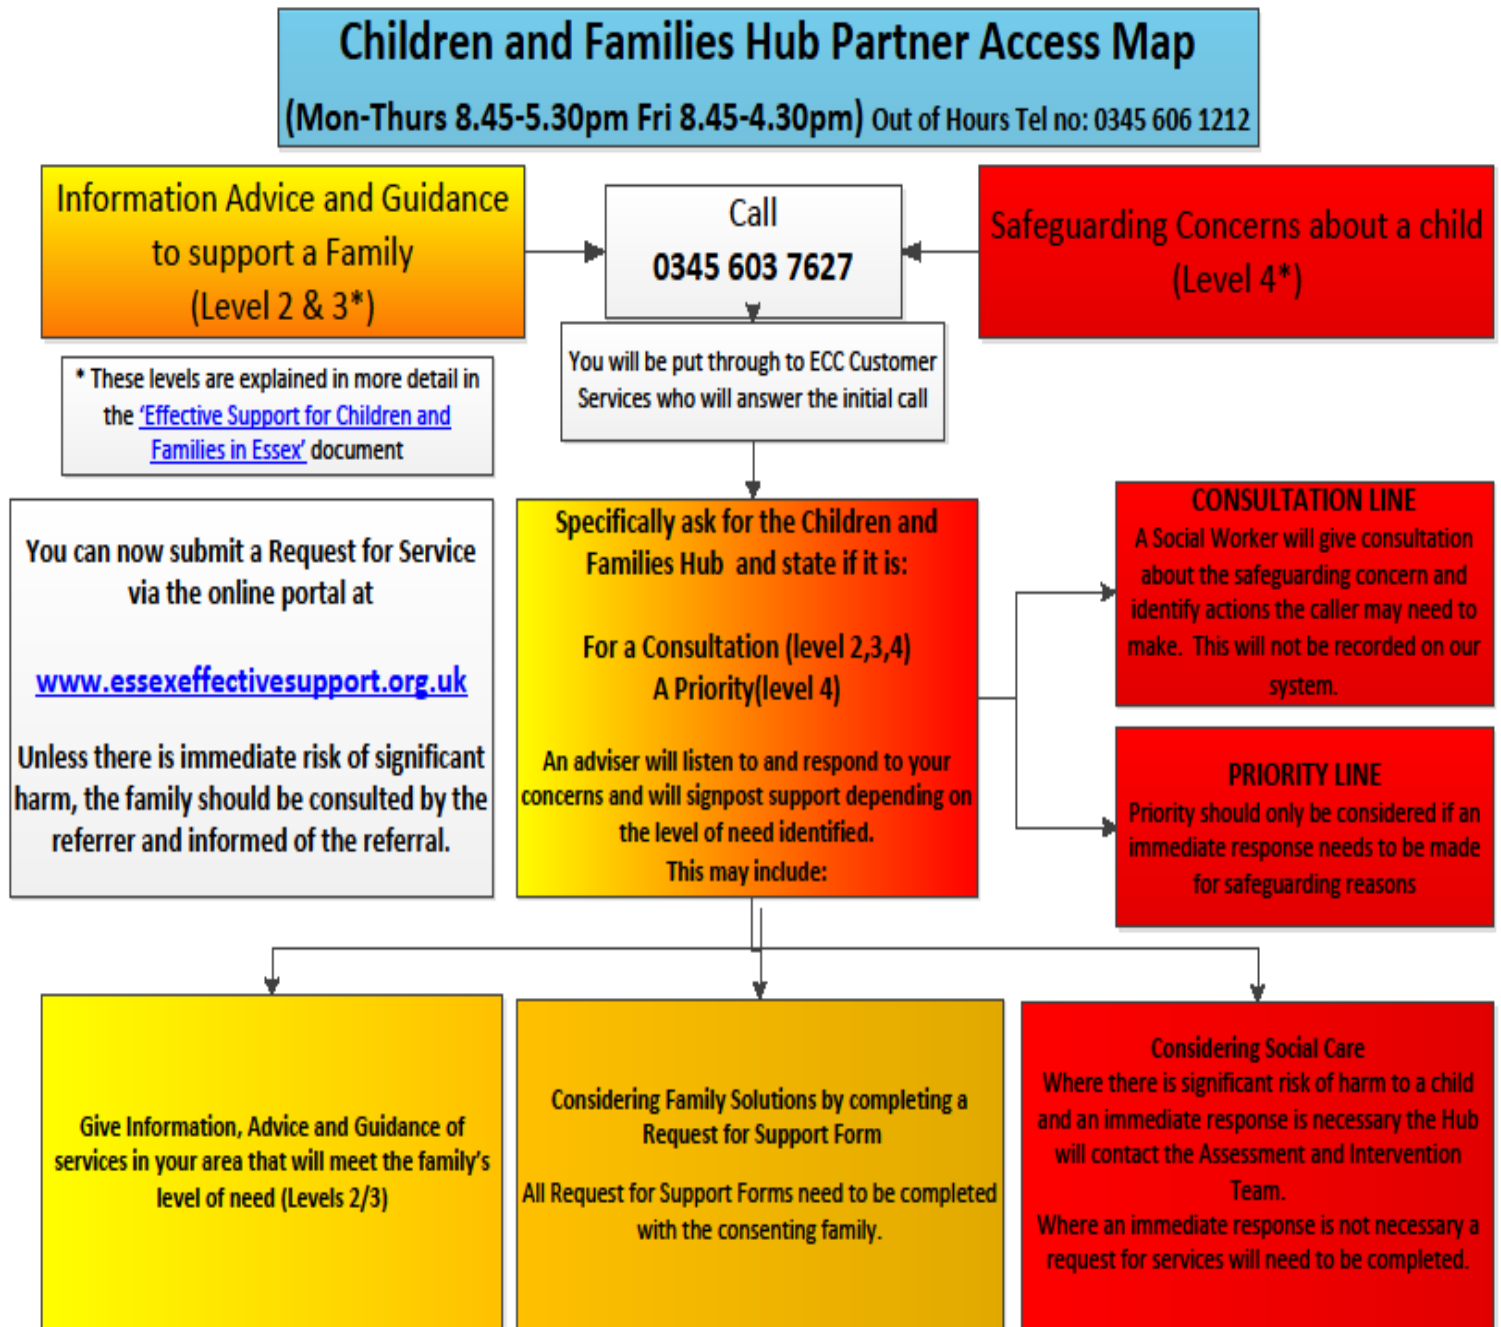 Children and Families Hub Partner Access Map
(Mon-Thurs 8.45-5.30pm Fri 8.45-4.30pm) Out of Hours Tel no: 0345 606 1212
Information Advice and Guidance
to support a Family
(Level 2 & 3*)
Call
0345 603 7627
Safeguarding Concerns about a child
(Level 4*)
* These levels are explained in more detail in
the 'Effective Support for Children and
Families in Essex' document
You will be put through to ECC Customer
Services who will answer the initial call
You can now submit a Request for Service
via the online portal at
www.essexeffectivesupport.org.uk
Unless there is immediate risk of significant
harm, the family should be consulted by the
referrer and informed of the referral.
Specifically ask for the Children and
Families Hub and state if it is:
For a Consultation (level 2,3,4)
A Priority(level 4)
An adviser will listen to and respond to your
concerns and will signpost support depending on
the level of need identified.
This may include:
CONSULTATION LINE
A Social Worker will give consultation
about the safeguarding concern and
identify actions the caller may need to
make. This will not be recorded on our
system.
PRIORITY LINE
Priority should only be considered if an
immediate response needs to be made
for safeguarding reasons
Give Information, Advice and Guidance of
services in your area that will meet the family's
level of need (Levels 2/3)
Considering Family Solutions by completing a
Request for Support Form
All Request for Support Forms need to be completed
with the consenting family.
Considering Social Care
Where there is significant risk of harm to a child
and an immediate response is necessary the Hub
will contact the Assessment and Intervention
Team.
Where an immediate response is not necessary a
request for services will need to be completed.